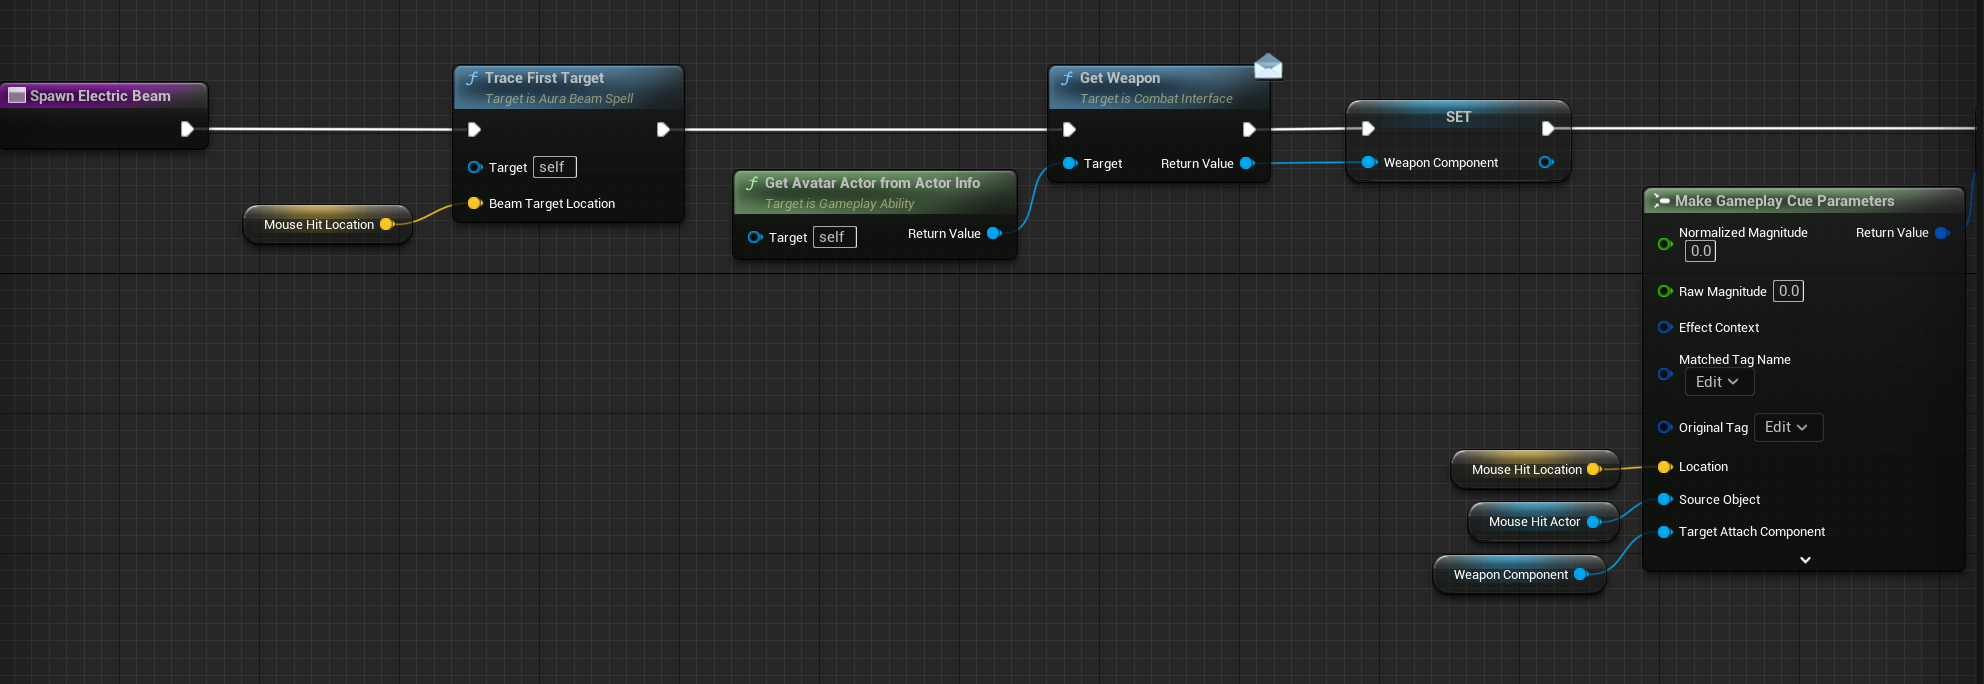 Spawn Electric Beam
Mouse Hit Location
f Trace First Target
Target is Aura Beam Spell
Target self
Beam Target Location
f Get Avatar Actor from Actor Info
Target is Gameplay Ability
Target self
Return Value
f Get Weapon
Target is Combat Interface
Target
Return Value
SET
Weapon Component
Make Gameplay Cue Parameters
Normalized Magnitude
0.0
Return Value
Raw Magnitude 0.0
Effect Context
Matched Tag Name
Edit
Original Tag Edit
Location
Source Object
Target Attach Component
Mouse Hit Location
Mouse Hit Actor
Weapon Component